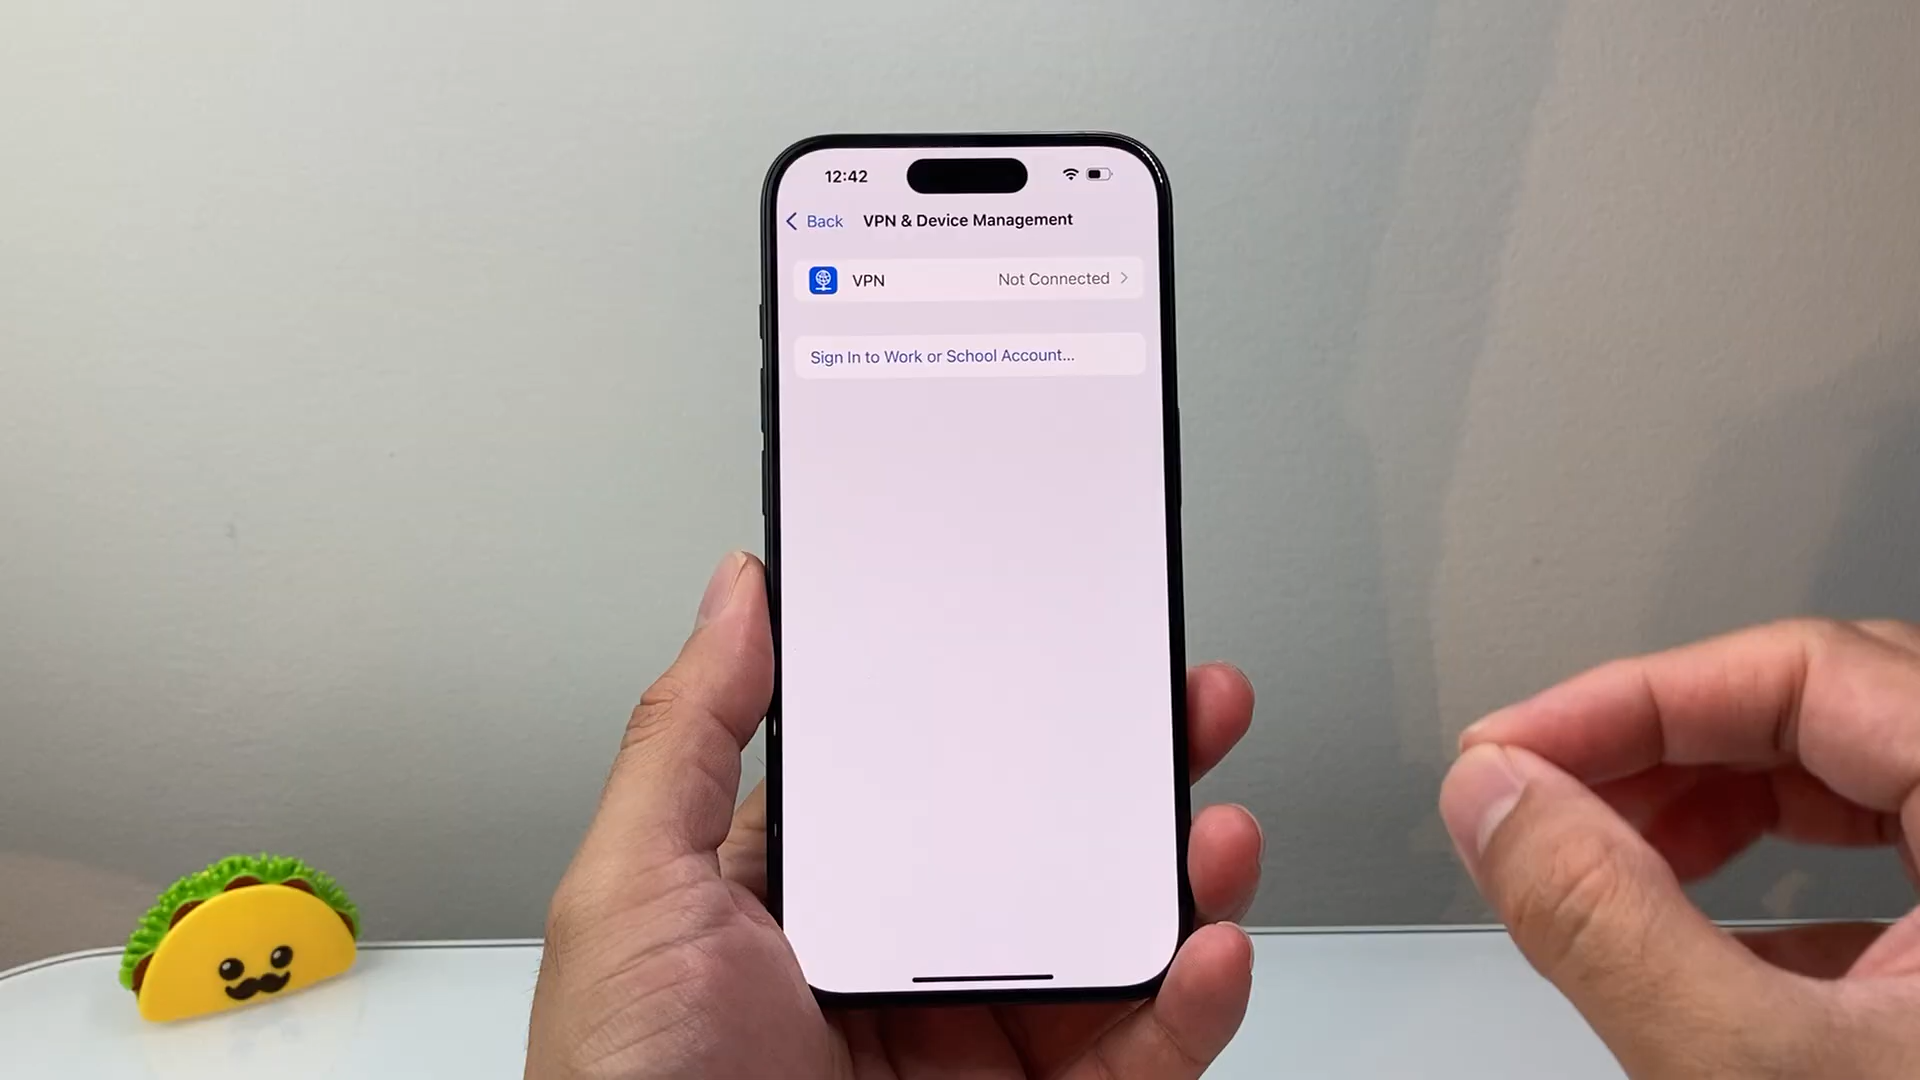 12:42
Back
VPN & Device Management
VPN
Not Connected
Sign In to Work or School Account...